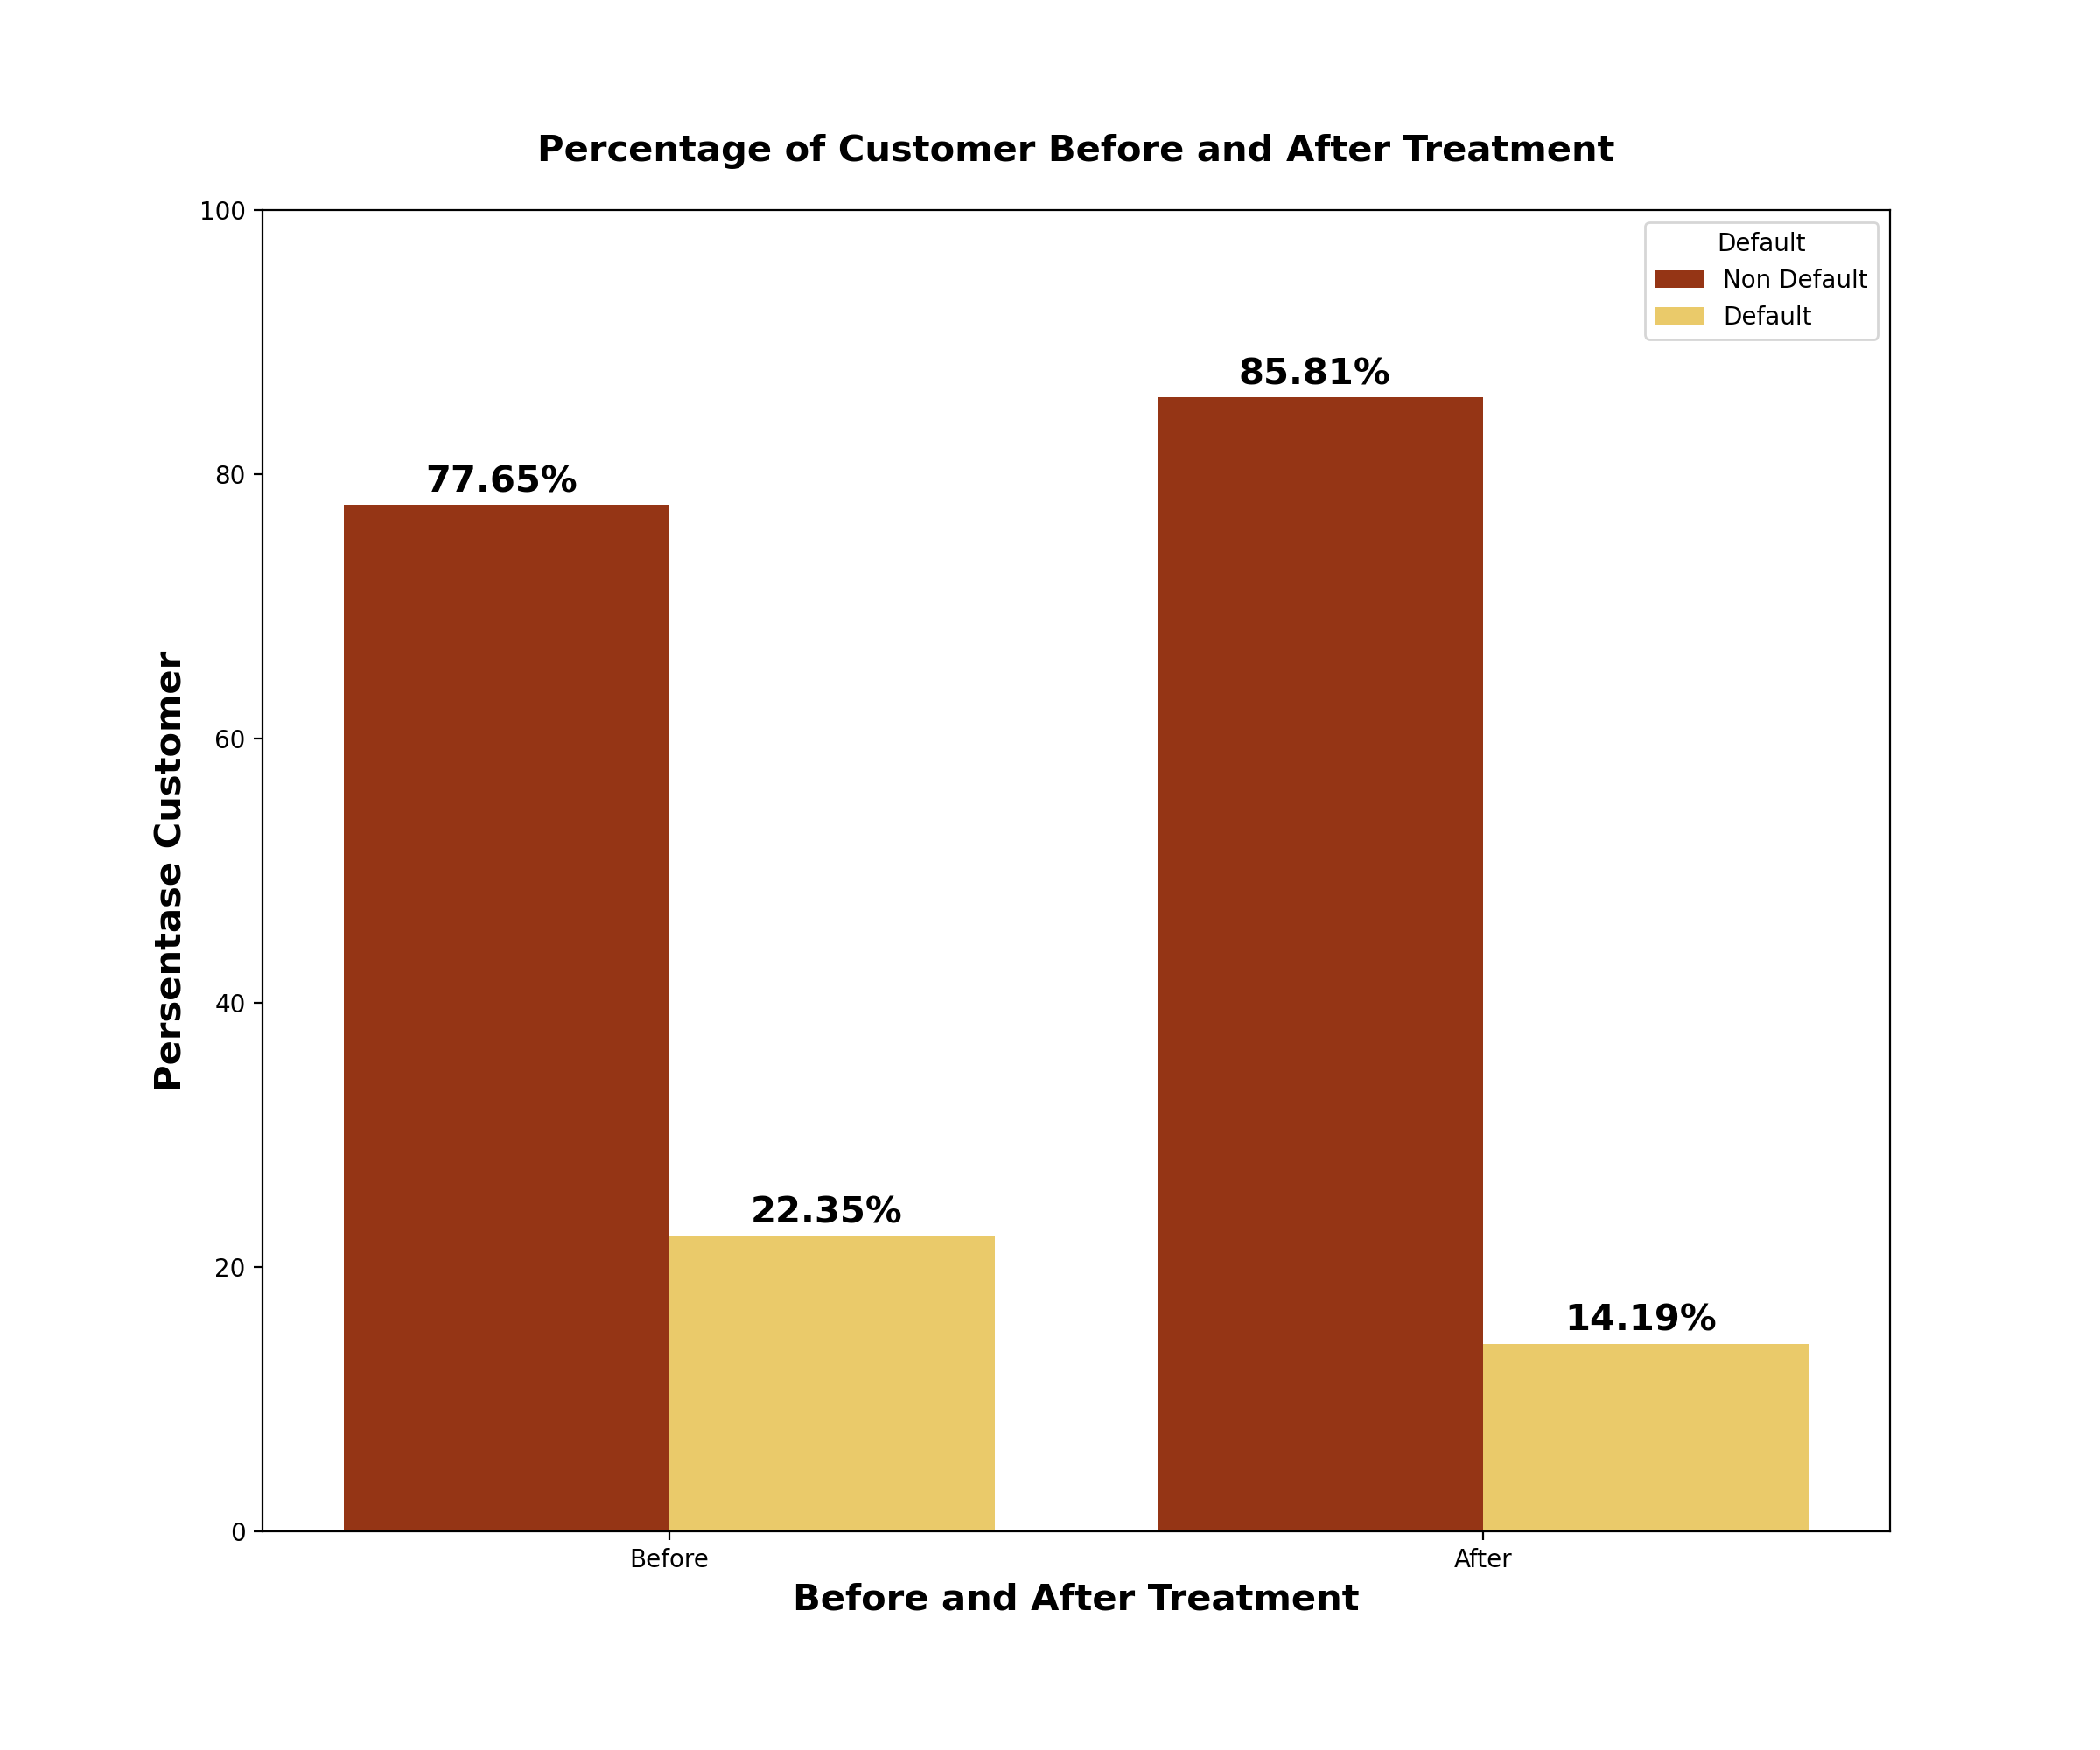 Percentage of Customer Before and After Treatment
100
80
60
40
20
0
Persentase Customer
Default
Non Default
Default
77.65%
22.35%
85.81%
14.19%
Before
After
Before and After Treatment